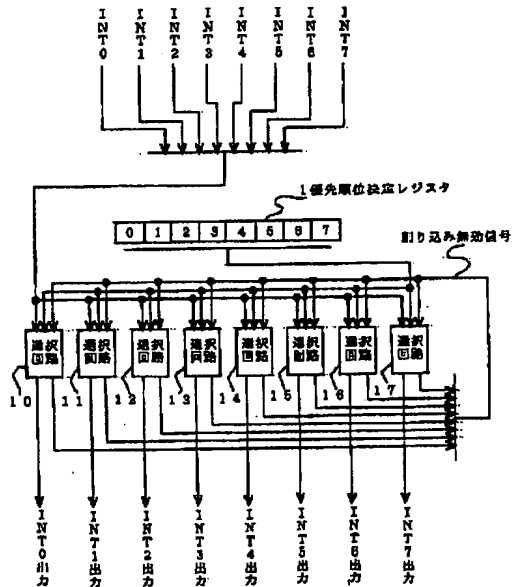 INT0
INT1
INT2
INT3
INT4
INT5
INT6
INT7
1優先順位決定レジスタ
0 1 2 3 4 5 6 7
割り込み無効信号
選択回路
選択回路
選択回路
選択回路
選択回路
選択回路
選択回路
選択回路
10
11
12
13
14
15
16
17
INT0出力
INT1出力
INT2出力
INT3出力
INT4出力
INT5出力
INT6出力
INT7出力